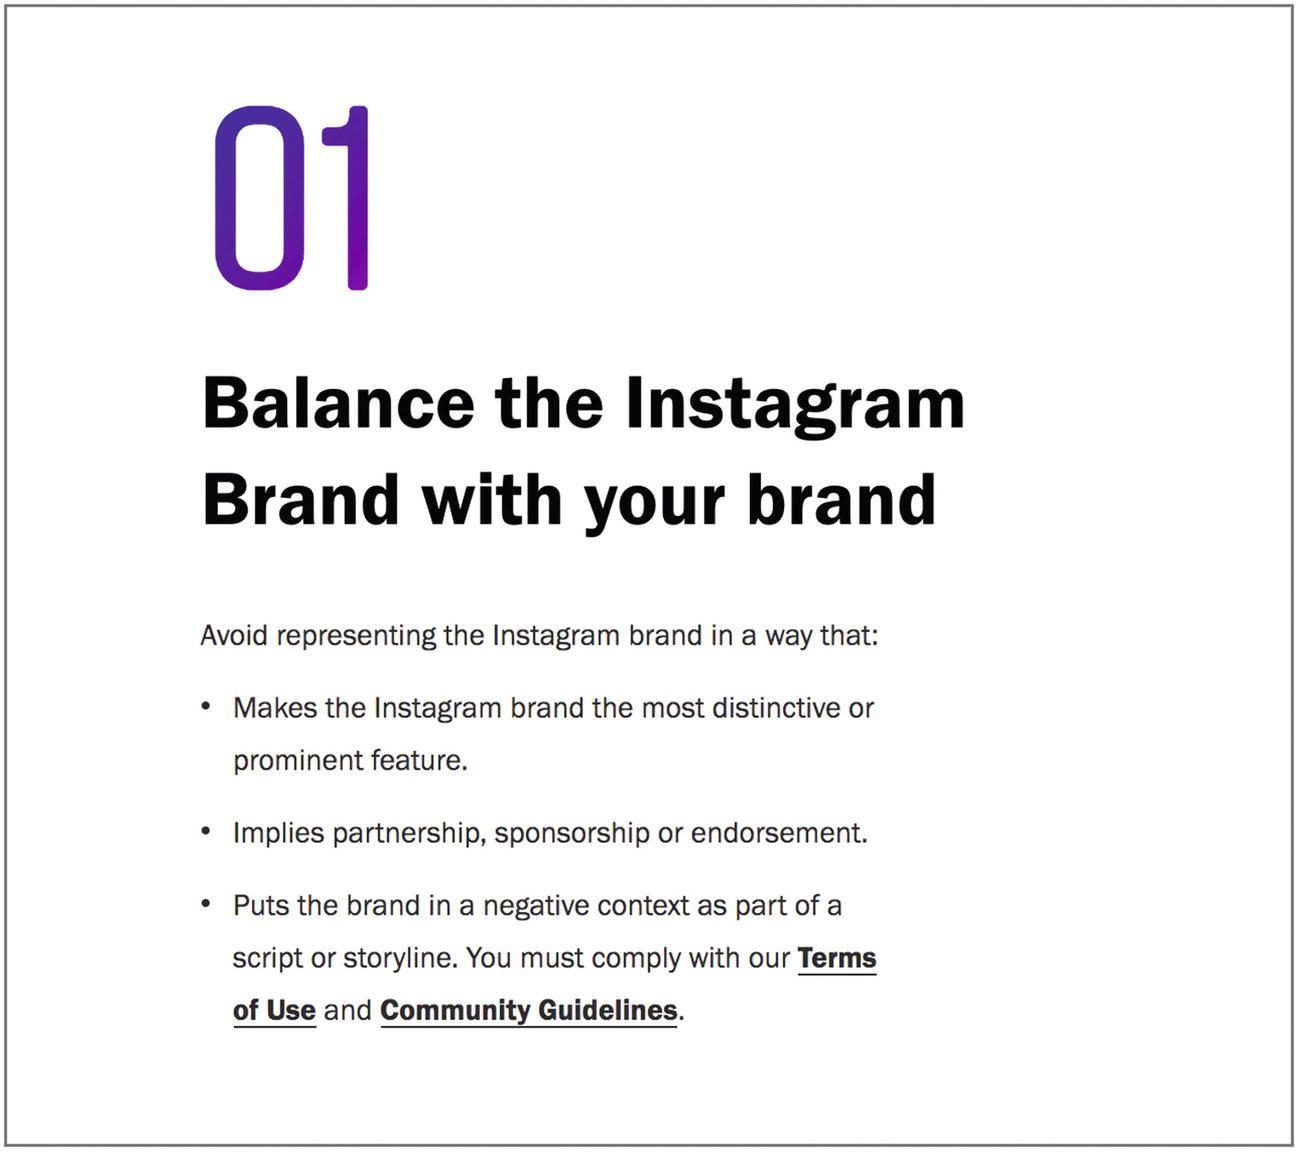 01
Balance the Instagram
Brand with your brand
Avoid representing the Instagram brand in a way that:
• Makes the Instagram brand the most distinctive or
prominent feature.
• Implies partnership, sponsorship or endorsement.
• Puts the brand in a negative context as part of a
script or storyline. You must comply with our Terms
of Use and Community Guidelines.